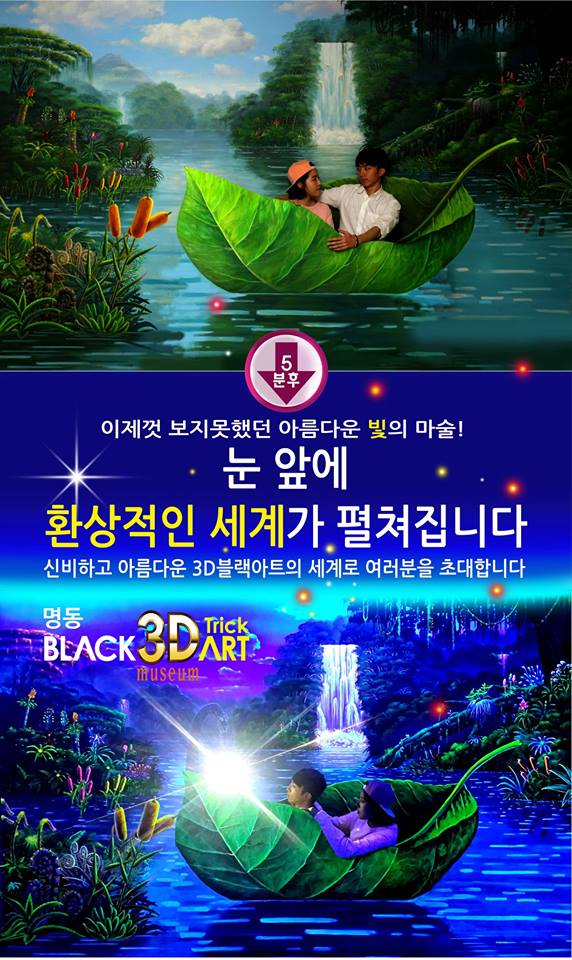 5
분후
이제껏 보지못했던 아름다운 빛의 마술!
눈 앞에
환상적인 세계가 펼쳐집니다
신비하고 아름다운 3D블랙아트의 세계로 여러분을 초대합니다
명동
BLACK 3D Trick ART
museum